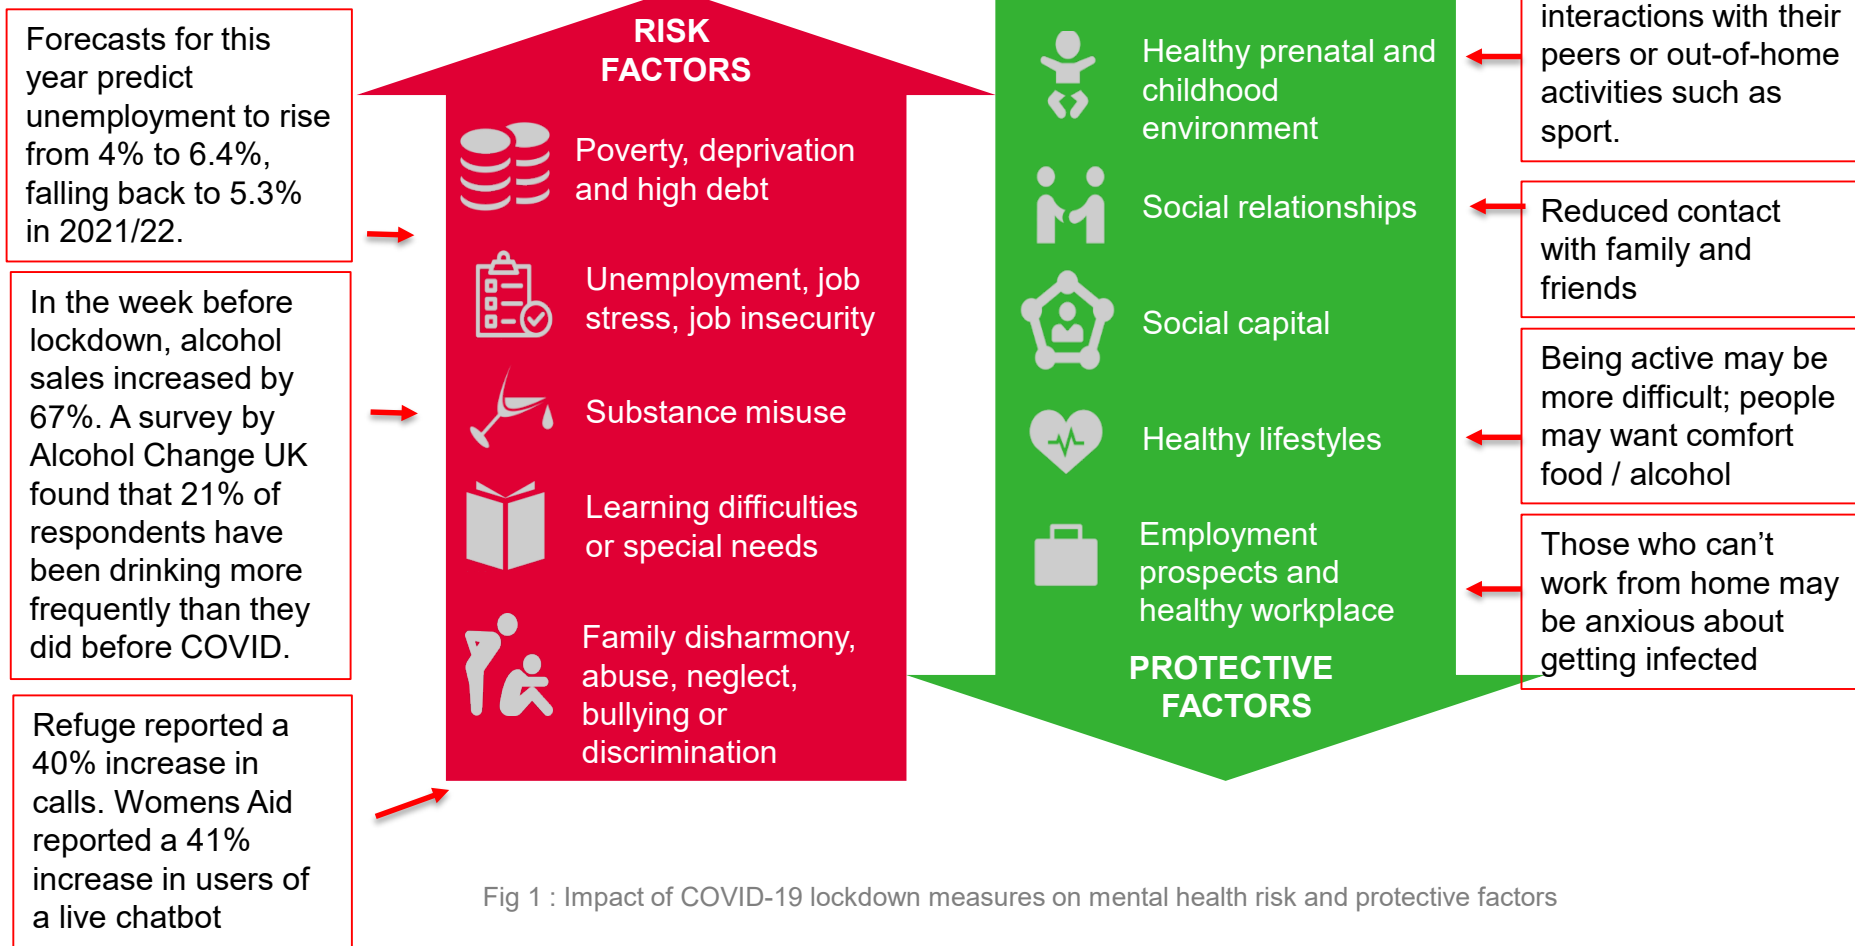 Forecasts for this
year predict
unemployment to rise
from 4% to 6.4%,
falling back to 5.3%
in 2021/22.
In the week before
lockdown, alcohol
sales increased by
67%. A survey by
Alcohol Change UK
found that 21% of
respondents have
been drinking more
frequently than they
did before COVID.
Refuge reported a
40% increase in
calls. Womens Aid
reported a 41%
increase in users of
a live chatbot
RISK
FACTORS
Poverty, deprivation
and high debt
Unemployment, job
stress, job insecurity
Substance misuse
Learning difficulties
or special needs
Family disharmony,
abuse, neglect,
bullying or
discrimination
Healthy prenatal and
childhood
environment
Social relationships
Social capital
Healthy lifestyles
Employment
prospects and
healthy workplace
PROTECTIVE
FACTORS
interactions with their
peers or out-of-home
activities such as
sport.
Reduced contact
with family and
friends
Being active may be
more difficult; people
may want comfort
food / alcohol
Those who can’t
work from home may
be anxious about
getting infected
Fig 1 : Impact of COVID-19 lockdown measures on mental health risk and protective factors